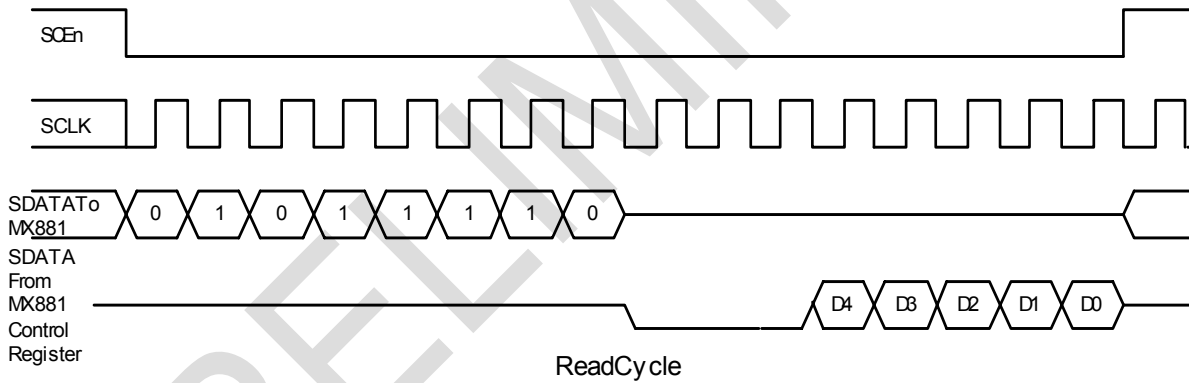 SCEn
SCLK
SDATATo
MX881
0 1 0 1 1 1 1 0
SDATA
From
MX881
Control
Register
D4 D3 D2 D1 D0
ReadCycle